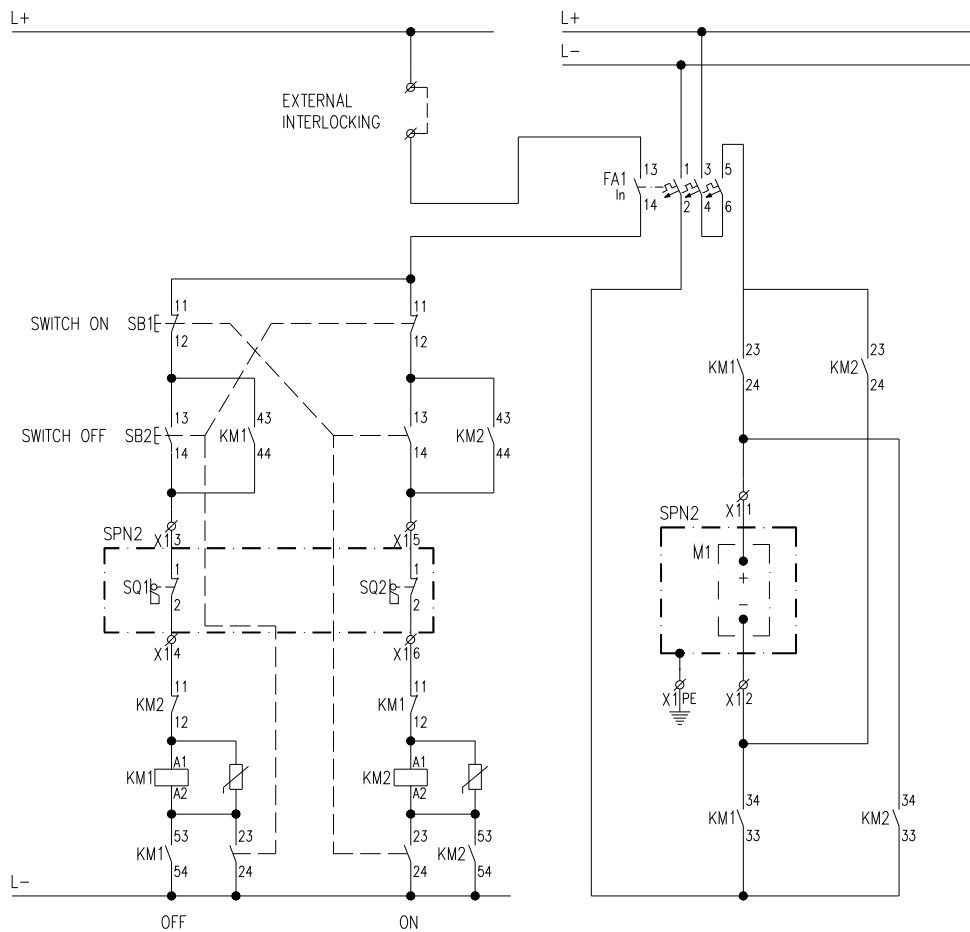 L+
L+
L-
EXTERNAL
INTERLOCKING
13 1 3 5
FA1
In
14 2 4 6
11 11
SWITCH ON SB1
12 12
23 23
KM1 KM2
24 24
13 43 13 43
SWITCH OFF SB2 KM1 KM2
14 44 14 44
X1 1
SPN2 X1 3 X1 5
SPN2
M1
1 1
+
SQ1 SQ2
2 2
-
X1 4 X1 6
X1 PE X1 2
11 11
KM2 KM1
12 12
A1 A1
KM1 KM2
A2 A2
34 34
KM1 KM2
33 33
53 23 23 53
KM1 KM2
54 24 24 54
L-
OFF ON